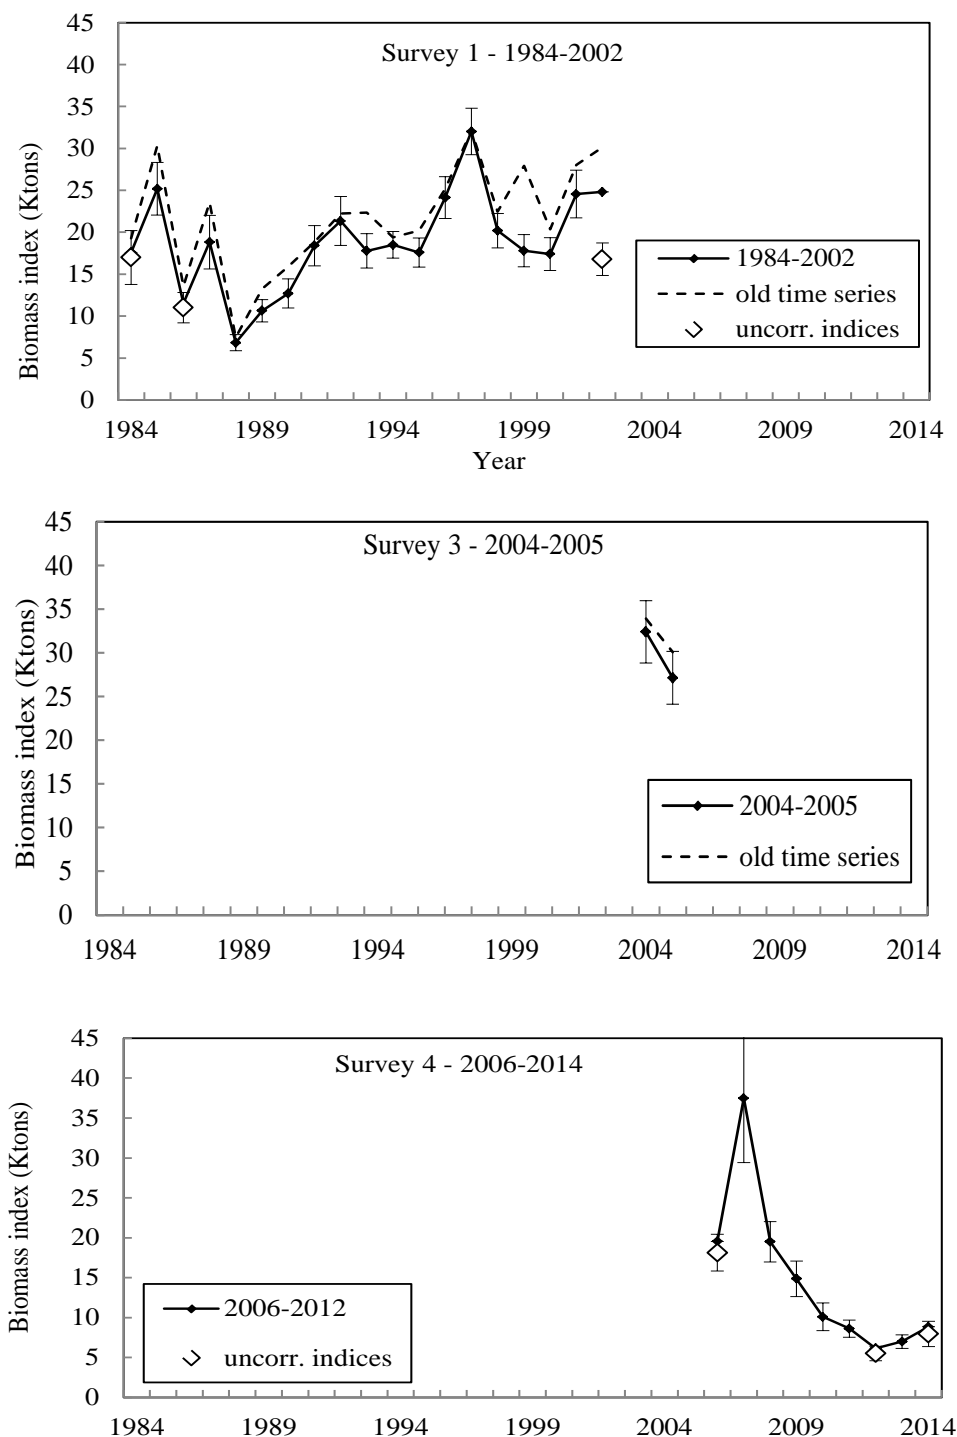 Survey 1 - 1984-2002
Biomass index (Ktons)
45
40
35
30
25
20
15
10
5
0
1984-2002
old time series
uncorr. indices
1984 1989 1994 1999 2004 2009 2014
Year
Survey 3 - 2004-2005
Biomass index (Ktons)
45
40
35
30
25
20
15
10
5
0
2004-2005
old time series
1984 1989 1994 1999 2004 2009 2014
Survey 4 - 2006-2014
Biomass index (Ktons)
45
40
35
30
25
20
15
10
5
0
2006-2012
uncorr. indices
1984 1989 1994 1999 2004 2009 2014